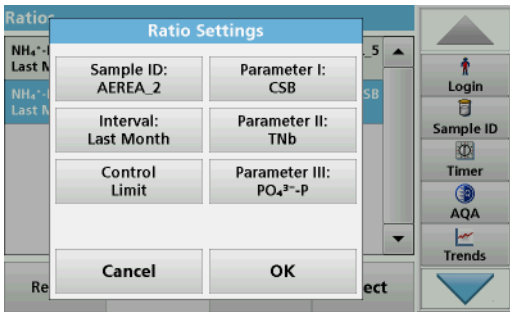 Ratios
Ratio Settings
NH₄⁺-
_5
Last M
NH₄⁺-
SB
Last M
Sample ID:
AEREA_2
Parameter I:
CSB
Interval:
Last Month
Parameter II:
TNb
Control
Limit
Parameter III:
PO₄³⁻-P
Cancel
OK
Re
ect
Login
Sample ID
Timer
AQA
Trends